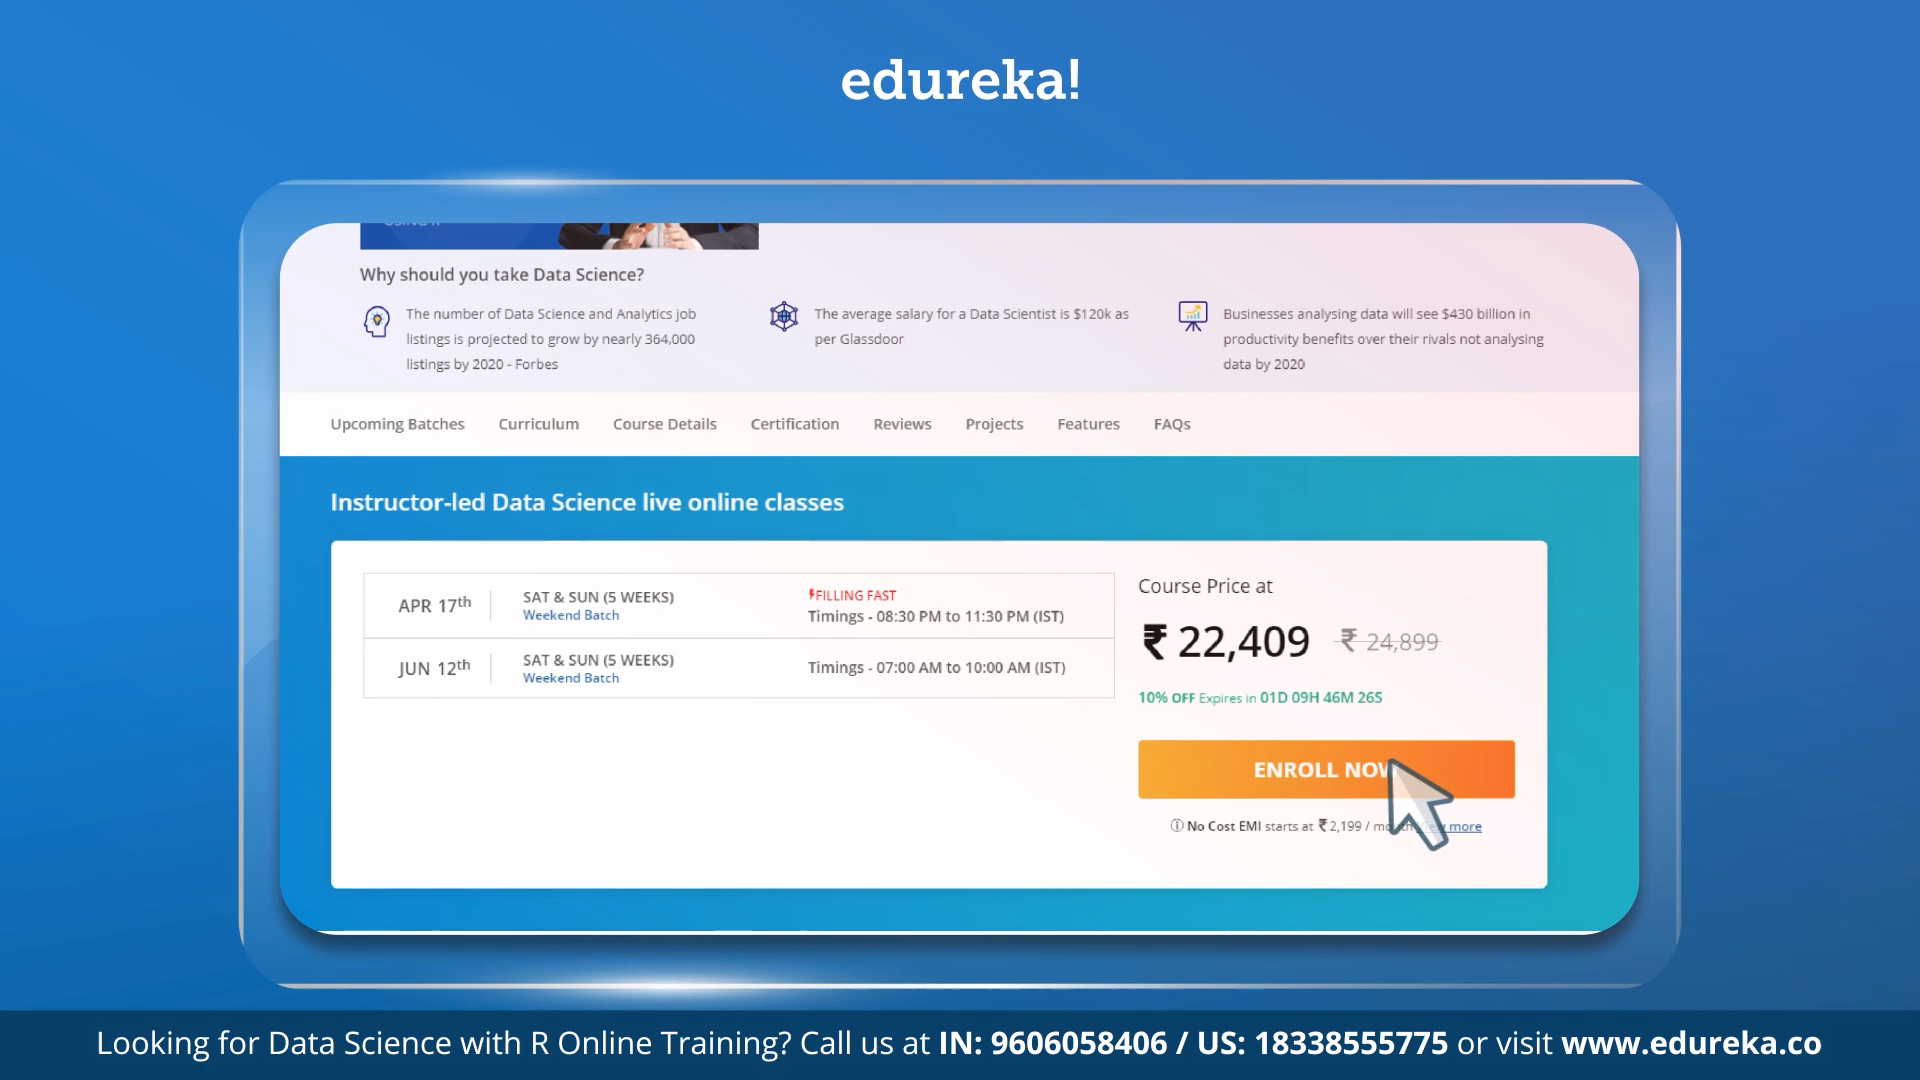 edureka!
USING R
Why should you take Data Science?
The number of Data Science and Analytics job
listings is projected to grow by nearly 364,000
listings by 2020 - Forbes
The average salary for a Data Scientist is $120k as
per Glassdoor
Businesses analysing data will see $430 billion in
productivity benefits over their rivals not analysing
data by 2020
Upcoming Batches Curriculum Course Details Certification Reviews Projects Features FAQs
Instructor-led Data Science live online classes
APR 17th
SAT & SUN (5 WEEKS)
Weekend Batch
FILLING FAST
Timings - 08:30 PM to 11:30 PM (IST)
JUN 12th
SAT & SUN (5 WEEKS)
Weekend Batch
Timings - 07:00 AM to 10:00 AM (IST)
Course Price at
₹ 22,409 ₹ 24,899
10% OFF Expires in 01D 09H 46M 26S
ENROLL NOW
No Cost EMI starts at ₹ 2,199 / month View more
Looking for Data Science with R Online Training? Call us at IN: 9606058406 / US: 18338555775 or visit www.edureka.co